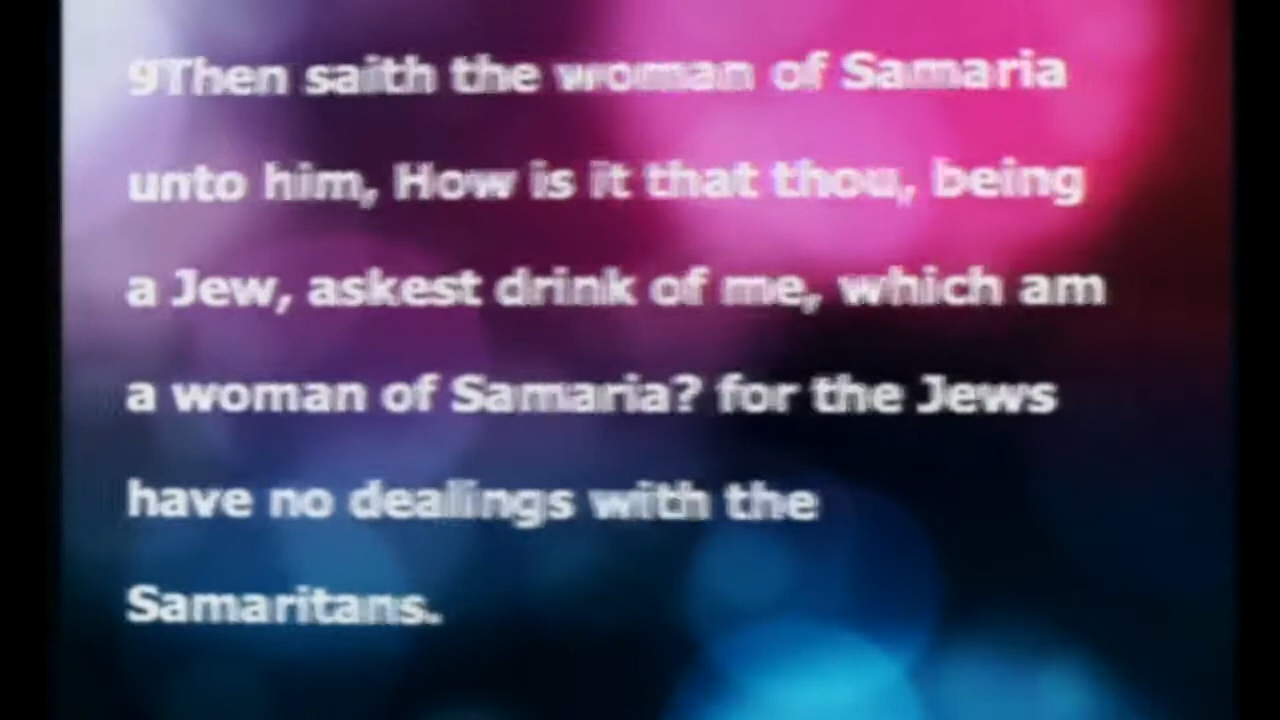 9Then saith the woman of Samaria
unto him, How is it that thou, being
a Jew, askest drink of me, which am
a woman of Samaria? for the Jews
have no dealings with the
Samaritans.